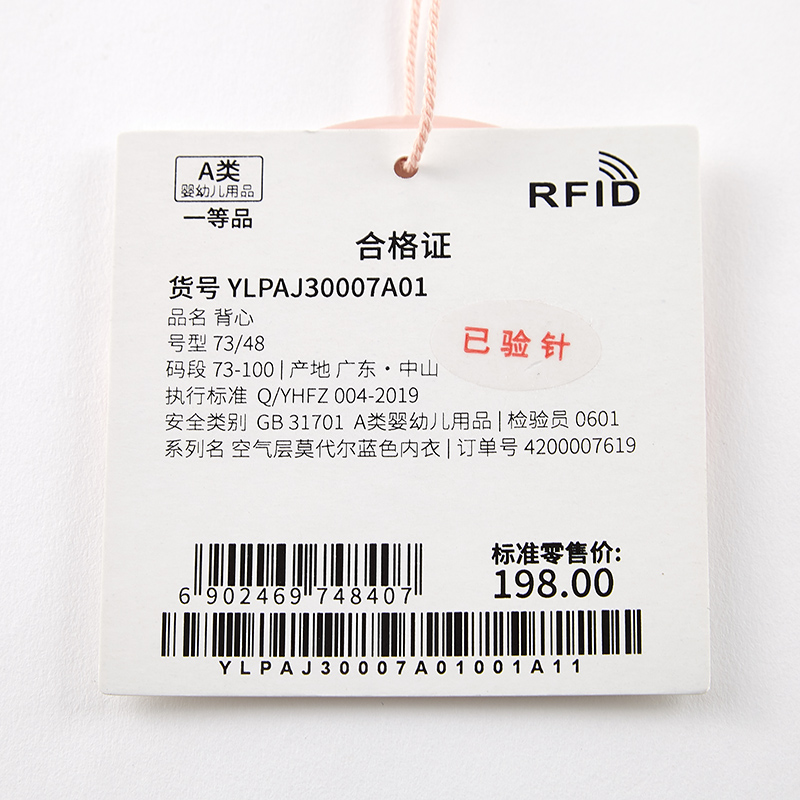 A类
婴幼儿用品
一等品
RFID
合格证
货号 YLPAJ30007A01
品名 背心
号型 73/48
已验针
码段 73-100 | 产地 广东·中山
执行标准 Q/YHFZ 004-2019
安全类别 GB 31701 A类婴幼儿用品 | 检验员 0601
系列名 空气层莫代尔蓝色内衣 | 订单号 4200007619
标准零售价:
198.00
6 902469 748407
YLPAJ30007A01001A11